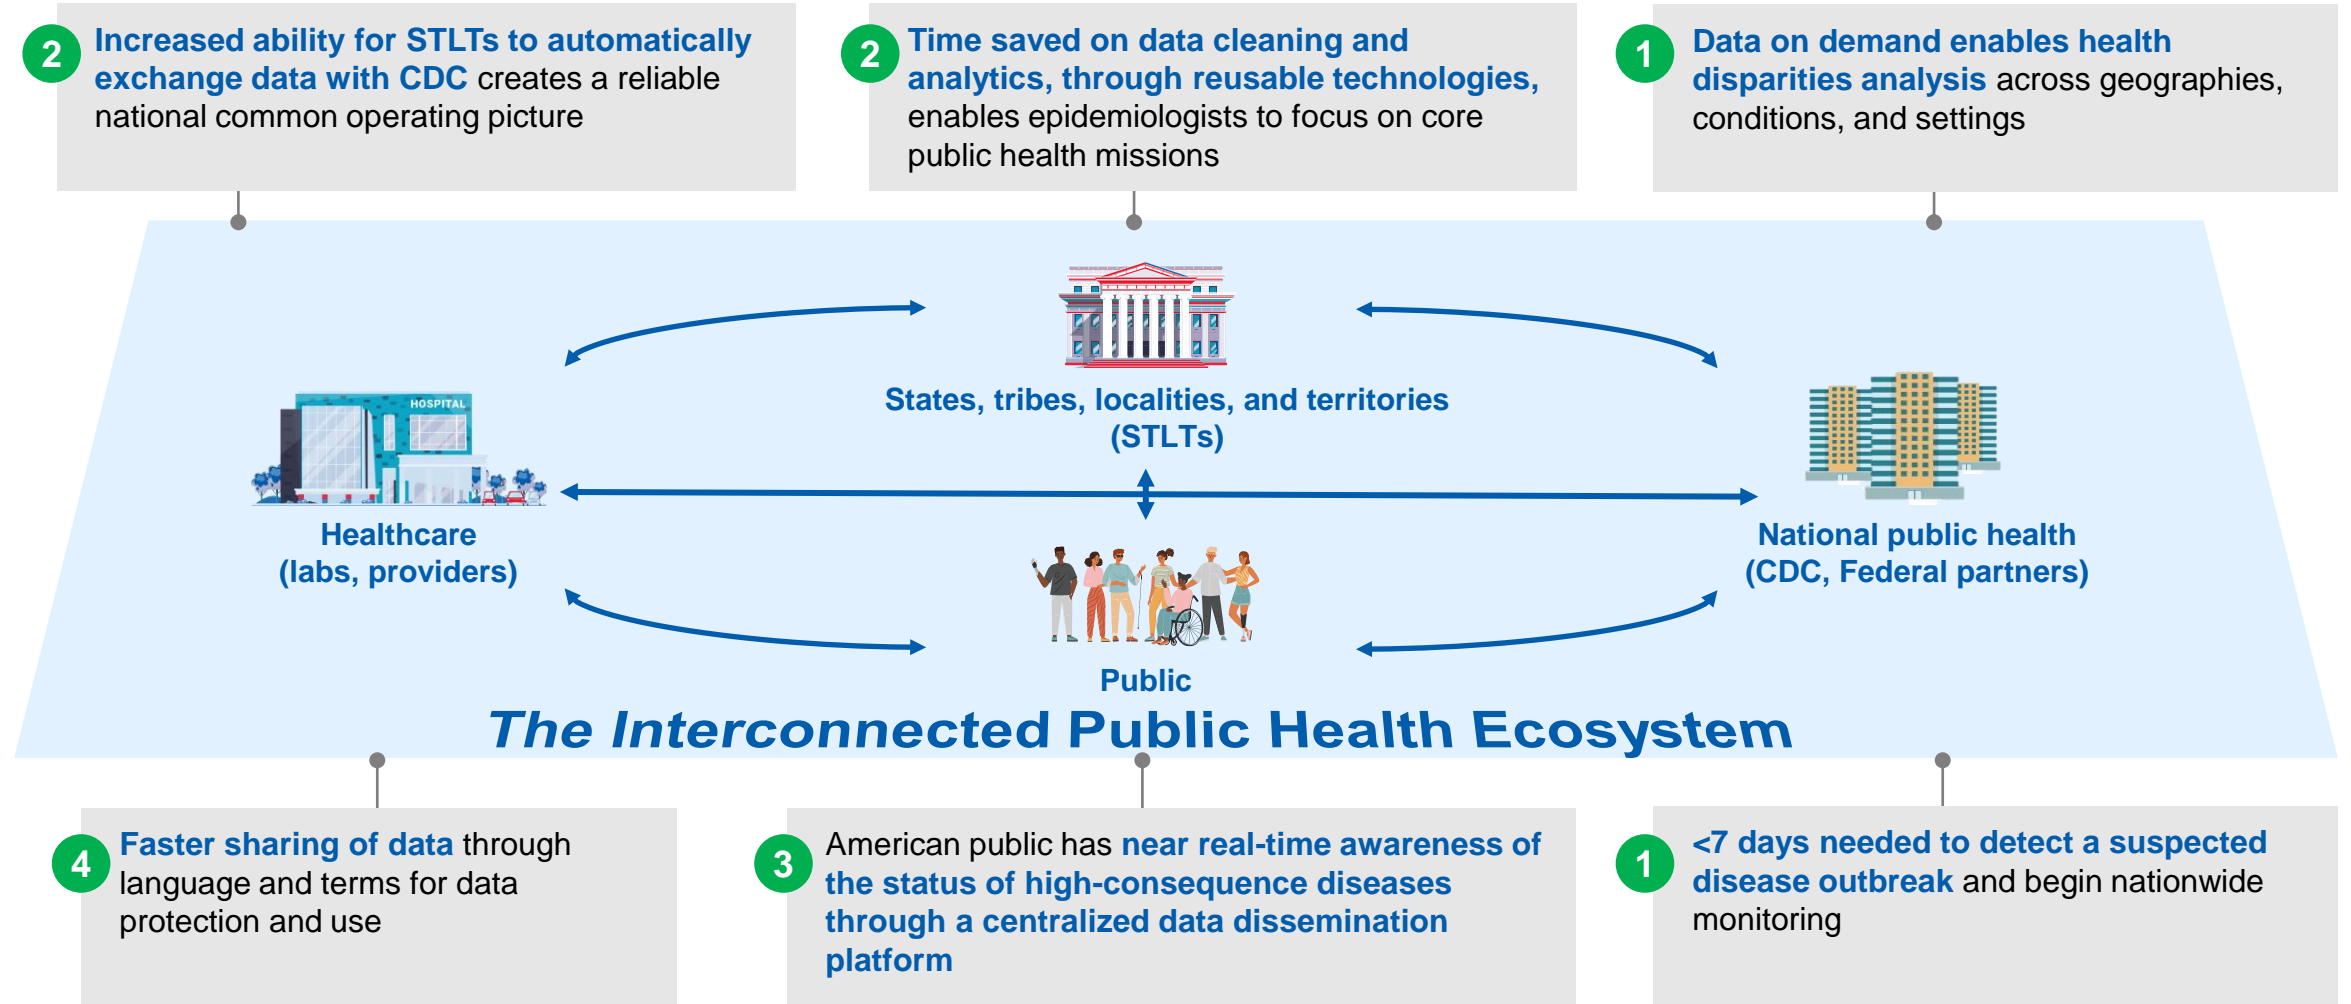 2
Increased ability for STLTs to automatically
exchange data with CDC creates a reliable
national common operating picture
2
Time saved on data cleaning and
analytics, through reusable technologies,
enables epidemiologists to focus on core
public health missions
1
Data on demand enables health
disparities analysis across geographies,
conditions, and settings
States, tribes, localities, and territories
(STLTs)
HOSPITAL
Healthcare
(labs, providers)
National public health
(CDC, Federal partners)
Public
The Interconnected Public Health Ecosystem
4
Faster sharing of data through
language and terms for data
protection and use
3
American public has near real-time awareness of
the status of high-consequence diseases
through a centralized data dissemination
platform
1
<7 days needed to detect a suspected
disease outbreak and begin nationwide
monitoring